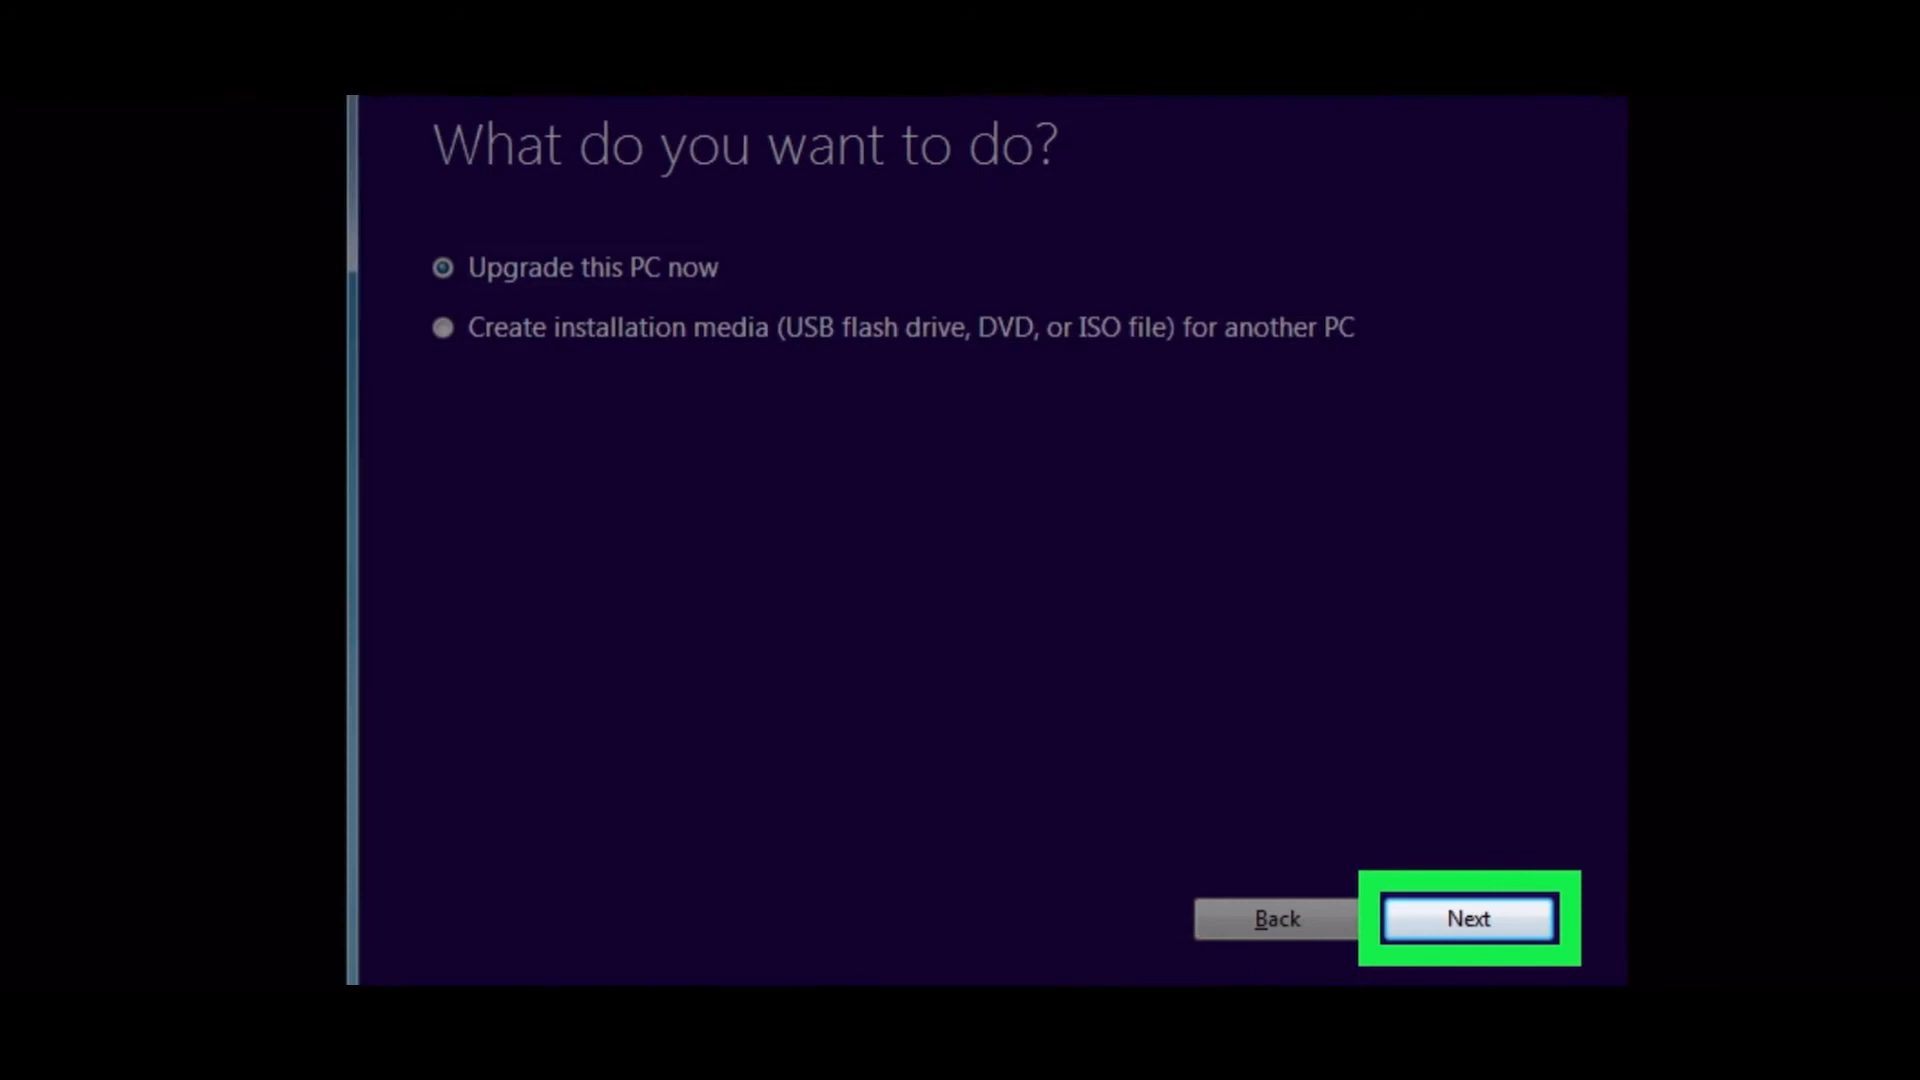 What do you want to do?
Upgrade this PC now
Create installation media (USB flash drive, DVD, or ISO file) for another PC
Back
Next